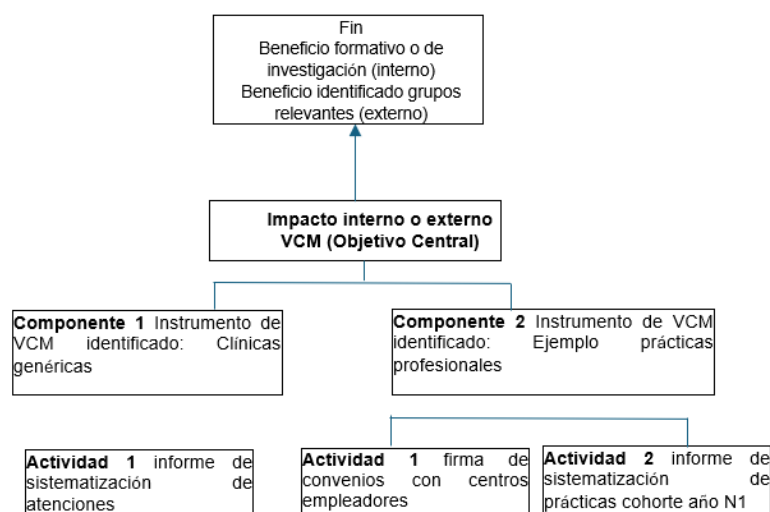 Fin
Beneficio formativo o de
investigación (interno)
Beneficio identificado grupos
relevantes (externo)
Impacto interno o externo
VCM (Objetivo Central)
Componente 1 Instrumento de
VCM identificado: Clínicas
genéricas
Componente 2 Instrumento de VCM
identificado: Ejemplo prácticas
profesionales
Actividad 1 informe de
sistematización de
atenciones
Actividad 1 firma de
convenios con centros
empleadores
Actividad 2 informe de
sistematización de
prácticas cohorte año N1